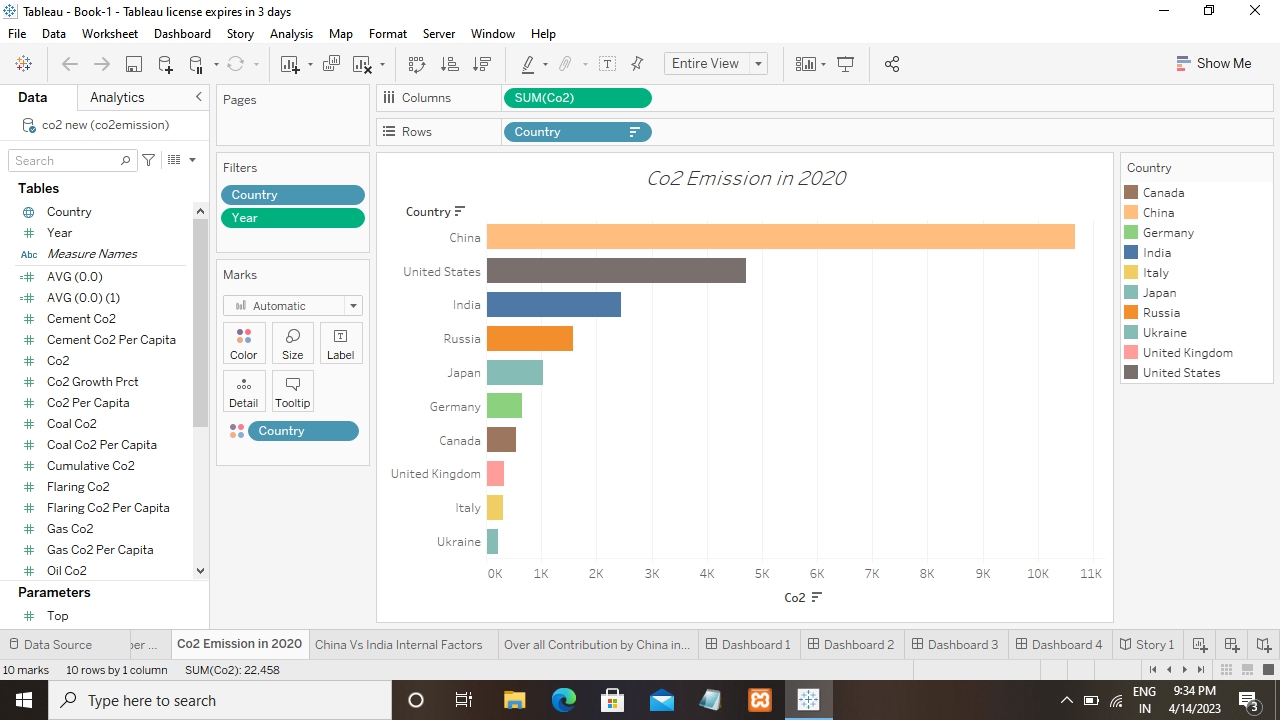 Tableau - Book-1 - Tableau license expires in 3 days
File Data Worksheet Dashboard Story Analysis Map Format Server Window Help
Entire View
Show Me
Data Analytics
co2 new (co2emission)
Search
Tables
Country
Year
Abc Measure Names
AVG (0.0)
AVG (0.0) (1)
Cement Co2
Cement Co2 Per Capita
Co2
Co2 Growth Prct
Co2 Per Capita
Coal Co2
Coal Co2 Per Capita
Cumulative Co2
Flaring Co2
Flaring Co2 Per Capita
Gas Co2
Gas Co2 Per Capita
Oil Co2
Parameters
Top
Pages
Filters
Country
Year
Marks
Automatic
Color Size Label
Detail Tooltip
Country
Columns SUM(Co2)
Rows Country
Co2 Emission in 2020
Country
China
United States
India
Russia
Japan
Germany
Canada
United Kingdom
Italy
Ukraine
0K 1K 2K 3K 4K 5K 6K 7K 8K 9K 10K 11K
Co2
Country
Canada
China
Germany
India
Italy
Japan
Russia
Ukraine
United Kingdom
United States
Data Source per ... Co2 Emission in 2020 China Vs India Internal Factors Over all Contribution by China in... Dashboard 1 Dashboard 2 Dashboard 3 Dashboard 4 Story 1
10 marks 10 rows by 1 column SUM(Co2): 22.458
Type here to search
ENG
IN
9:34 PM
4/14/2023
3